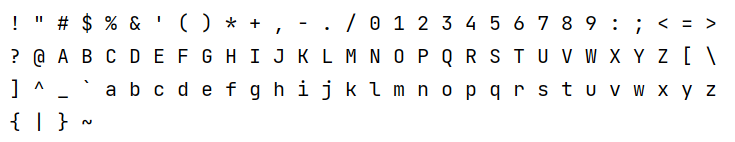 ! " # $ % & ' ( ) * + , - . / 0 1 2 3 4 5 6 7 8 9 : ; < = >
? @ A B C D E F G H I J K L M N O P Q R S T U V W X Y Z [ \
] ^ _ ` a b c d e f g h i j k l m n o p q r s t u v w x y z
{ | } ~